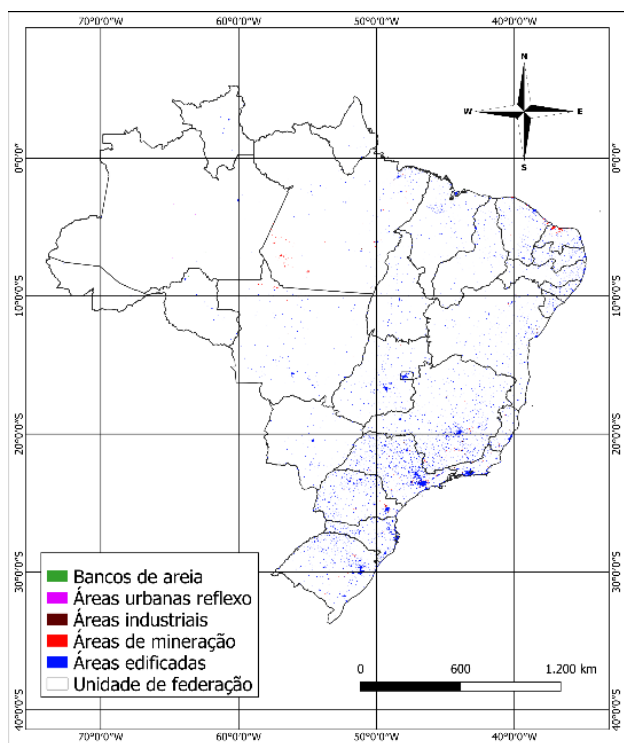 70°0'0"W 60°0'0"W 50°0'0"W 40°0'0"W
N
W E
S
0°0'0" 0°0'0"
10°0'0"S 10°0'0"S
20°0'0"S 20°0'0"S
30°0'0"S 30°0'0"S
40°0'0"S 40°0'0"S
Bancos de areia
Áreas urbanas reflexo
Áreas industriais
Áreas de mineração
Áreas edificadas
Unidade de federação
0 600 1.200 km
70°0'0"W 60°0'0"W 50°0'0"W 40°0'0"W